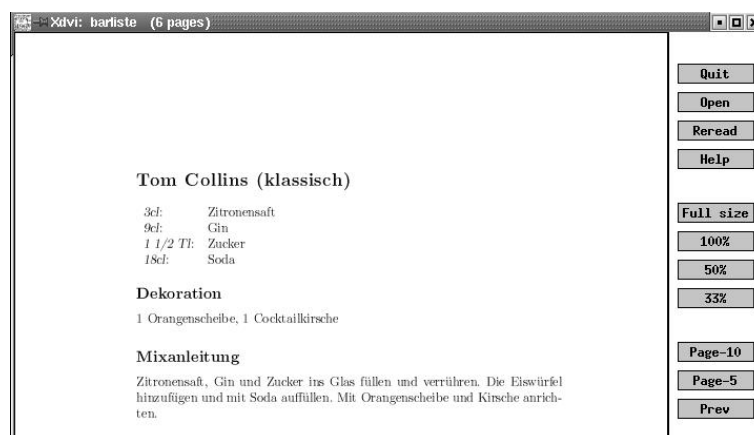 Xdvi: barliste (6 pages)
Quit
Open
Reread
Help
Full size
100%
50%
33%
Page-10
Page-5
Prev
Tom Collins (klassisch)
3cl: Zitronensaft
9cl: Gin
1 1/2 Tl: Zucker
18cl: Soda
Dekoration
1 Orangenscheibe, 1 Cocktailkirsche
Mixanleitung
Zitronensaft, Gin und Zucker ins Glas füllen und verrühren. Die Eiswürfel
hinzufügen und mit Soda auffüllen. Mit Orangenscheibe und Kirsche anrich-
ten.